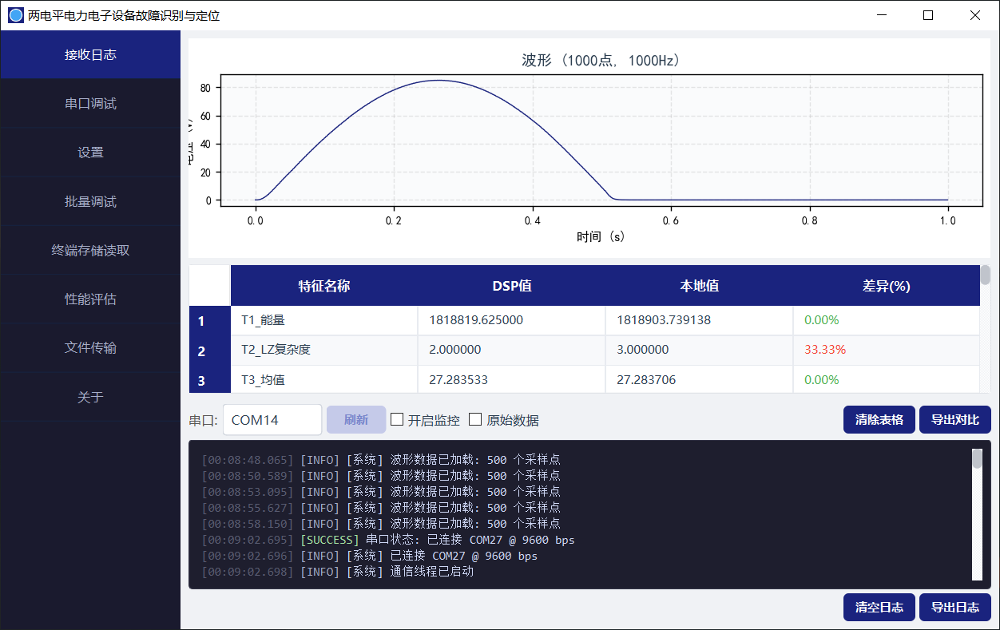 两电平电力电子设备故障识别与定位
接收日志
串口调试
设置
批量调试
终端存储读取
性能评估
文件传输
关于
波形 (1000点, 1000Hz)
80
60
40
20
0
0.0 0.2 0.4 0.6 0.8 1.0
时间 (s)
特征名称 DSP值 本地值 差异(%)
1 T1_能量 1818819.625000 1818903.739138 0.00%
2 T2_LZ复杂度 2.000000 3.000000 33.33%
3 T3_均值 27.283533 27.283706 0.00%
串口: COM14 刷新 开启监控 原始数据 清除表格 导出对比
[00:08:48.065] [INFO] [系统] 波形数据已加载: 500 个采样点
[00:08:50.589] [INFO] [系统] 波形数据已加载: 500 个采样点
[00:08:53.095] [INFO] [系统] 波形数据已加载: 500 个采样点
[00:08:55.627] [INFO] [系统] 波形数据已加载: 500 个采样点
[00:08:58.150] [INFO] [系统] 波形数据已加载: 500 个采样点
[00:09:02.695] [SUCCESS] 串口状态: 已连接 COM27 @ 9600 bps
[00:09:02.696] [INFO] [系统] 已连接 COM27 @ 9600 bps
[00:09:02.698] [INFO] [系统] 通信线程已启动
清空日志 导出日志